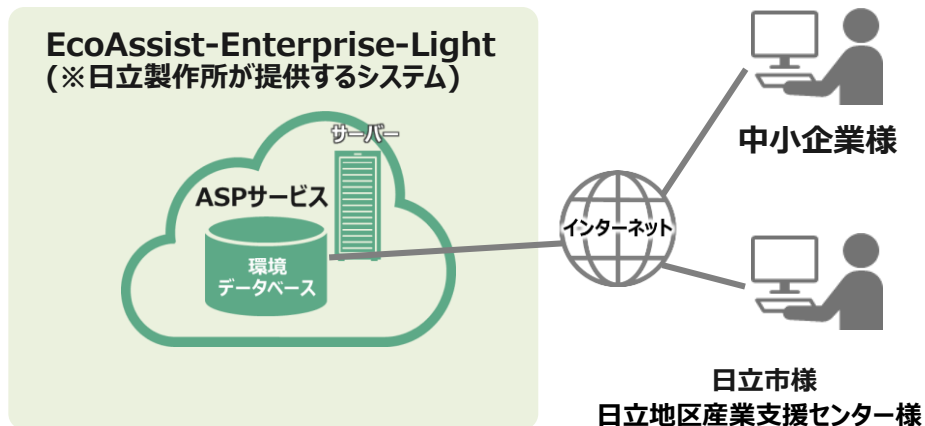 EcoAssist-Enterprise-Light
(※日立製作所が提供するシステム)
サーバー
ASPサービス
環境
データベース
インターネット
中小企業様
日立市様
日立地区産業支援センター様